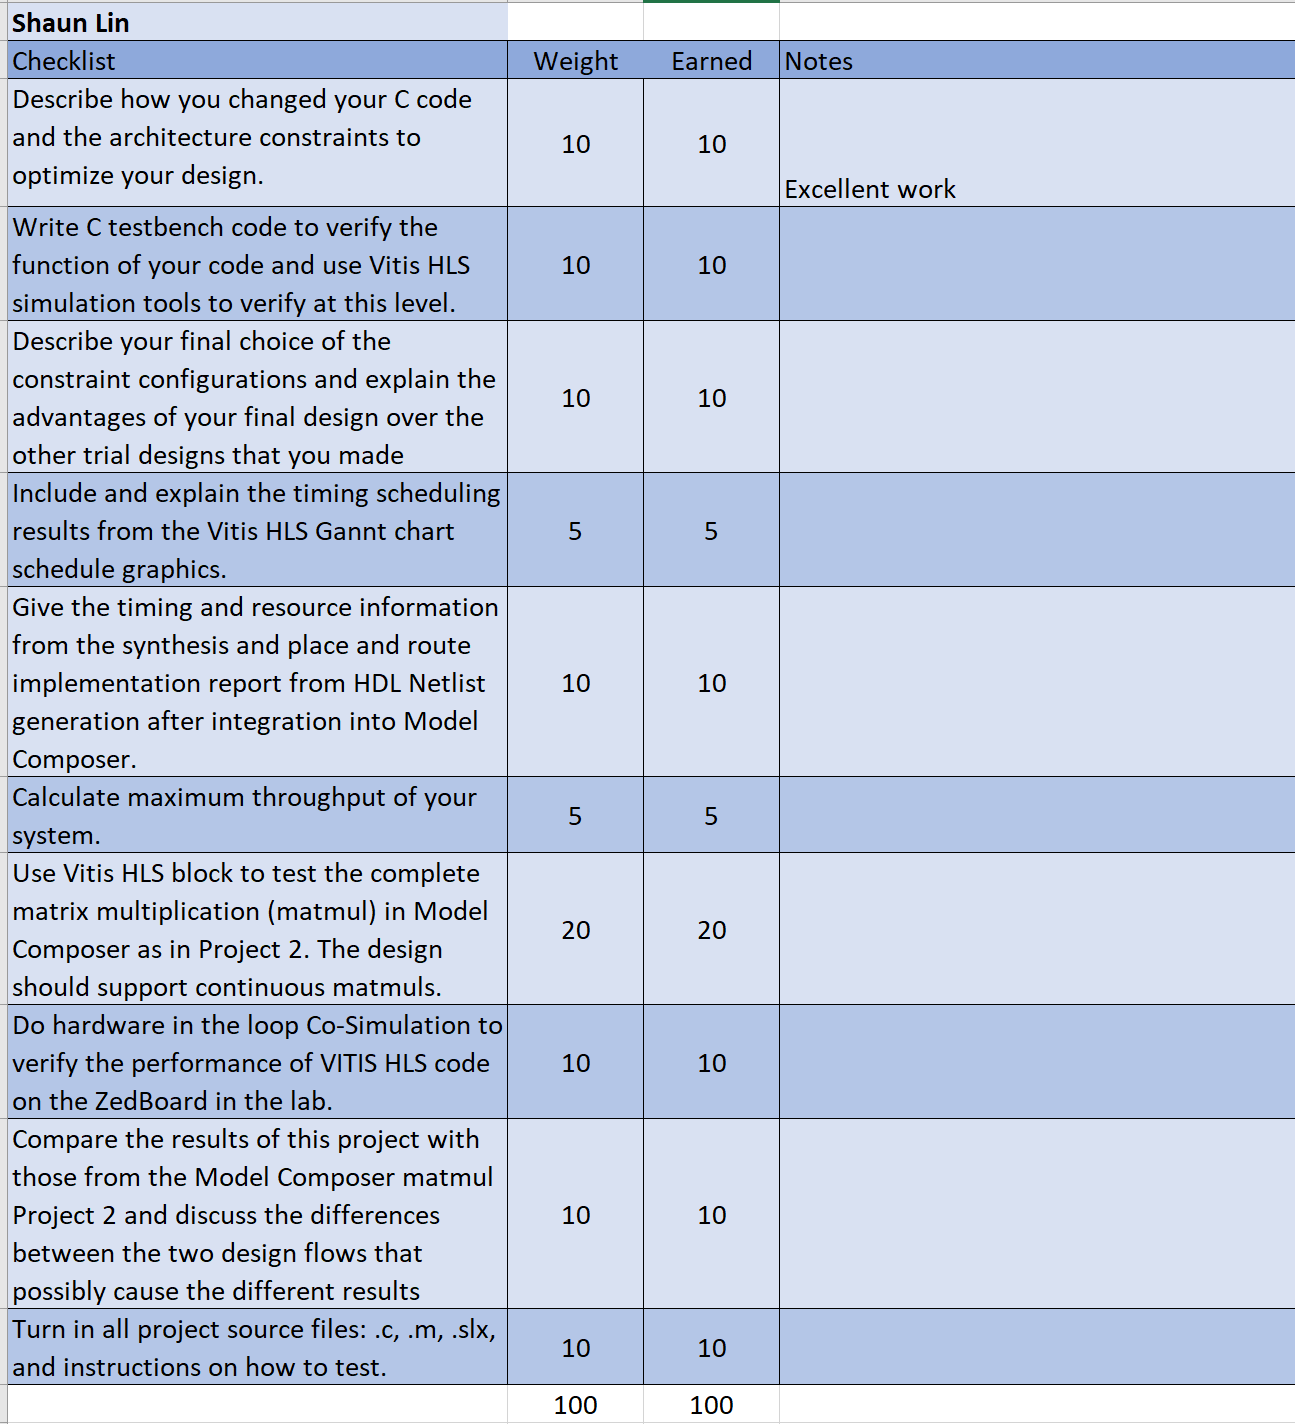 Shaun Lin
Checklist Weight Earned Notes
Describe how you changed your C code
and the architecture constraints to
optimize your design.
10 10
Excellent work
Write C testbench code to verify the
function of your code and use Vitis HLS
simulation tools to verify at this level.
10 10
Describe your final choice of the
constraint configurations and explain the
advantages of your final design over the
other trial designs that you made
10 10
Include and explain the timing scheduling
results from the Vitis HLS Gannt chart
schedule graphics.
5 5
Give the timing and resource information
from the synthesis and place and route
implementation report from HDL Netlist
generation after integration into Model
Composer.
10 10
Calculate maximum throughput of your
system.
5 5
Use Vitis HLS block to test the complete
matrix multiplication (matmul) in Model
Composer as in Project 2. The design
should support continuous matmuls.
20 20
Do hardware in the loop Co-Simulation to
verify the performance of VITIS HLS code
on the ZedBoard in the lab.
10 10
Compare the results of this project with
those from the Model Composer matmul
Project 2 and discuss the differences
between the two design flows that
possibly cause the different results
10 10
Turn in all project source files: .c, .m, .slx,
and instructions on how to test.
10 10
100 100